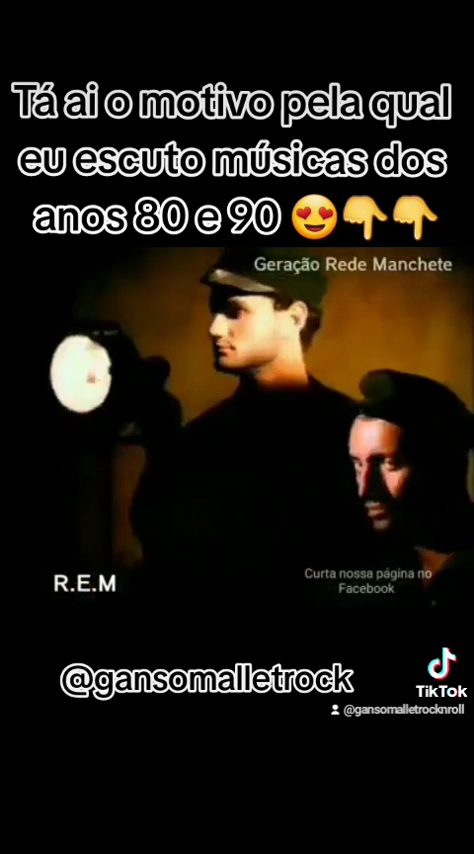 Tá ai o motivo pela qual
eu escuto músicas dos
anos 80 e 90 😍👇👇
Geração Rede Manchete
R.E.M
Curta nossa página no
Facebook
@gansomalletrock
TikTok
@gansomalletrocknroll